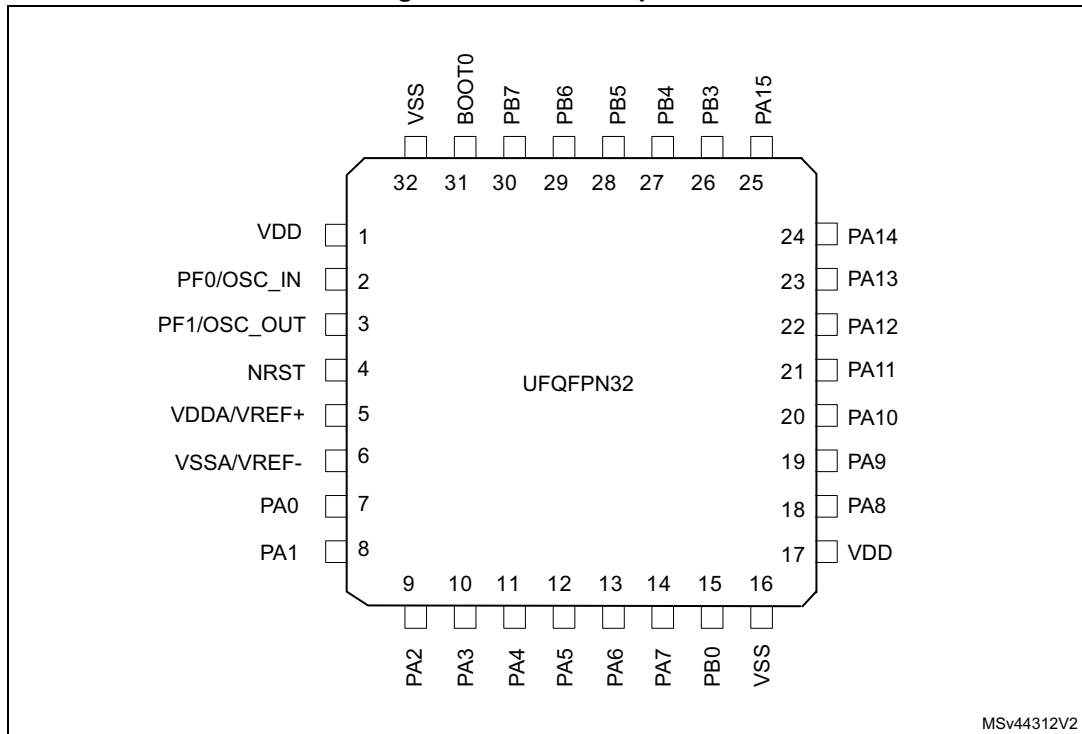 VSS
BOOT0
PB7
PB6
PB5
PB4
PB3
PA15
32 31 30 29 28 27 26 25
VDD 1
PF0/OSC_IN 2
PF1/OSC_OUT 3
NRST 4
VDDA/VREF+ 5
VSSA/VREF- 6
PA0 7
PA1 8
UFQFPN32
24 PA14
23 PA13
22 PA12
21 PA11
20 PA10
19 PA9
18 PA8
17 VDD
9 10 11 12 13 14 15 16
PA2
PA3
PA4
PA5
PA6
PA7
PB0
VSS
MSv44312V2